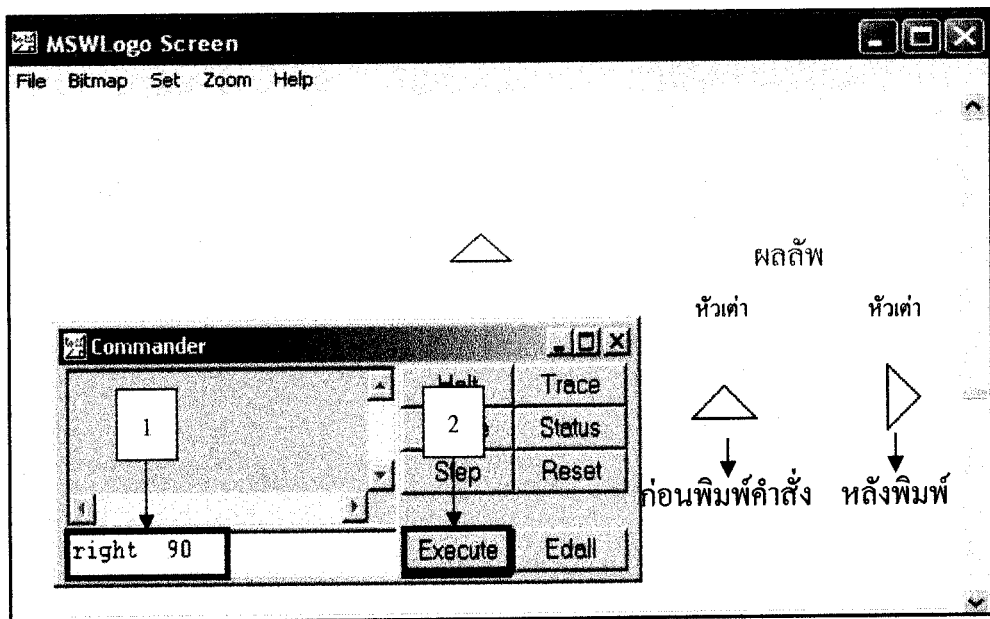 MSWLogo Screen
File Bitmap Set Zoom Help
ผลลัพ
หัวเต่า หัวเต่า
Commander
Halt Trace
1 2 Status
Step Reset
ก่อนพิมพ์คำสั่ง หลังพิมพ์
right 90 Execute Edall